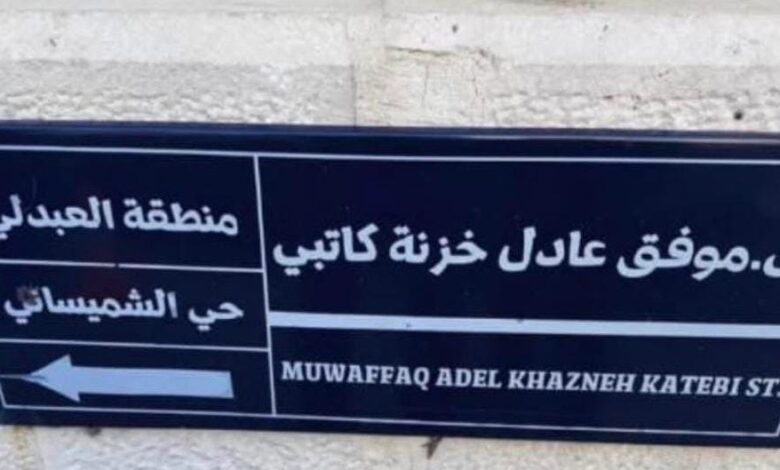 ش.موفق عادل خزنة كاتبي
MUWAFFAQ ADEL KHAZNEH KATEBI ST.
منطقة العبدلي
حي الشميساني